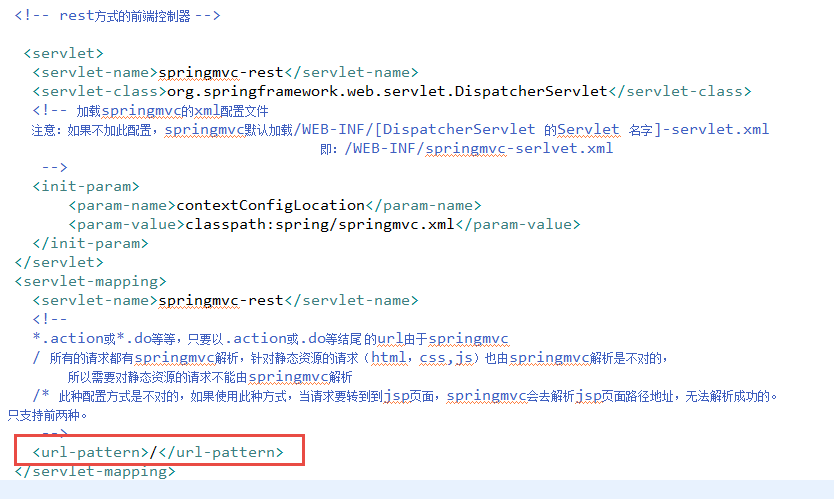 <!-- rest方式的前端控制器 -->
<servlet>
<servlet-name>springmvc-rest</servlet-name>
<servlet-class>org.springframework.web.servlet.DispatcherServlet</servlet-class>
<!-- 加载springmvc的xml配置文件
注意：如果不加此配置，springmvc默认加载/WEB-INF/[DispatcherServlet 的Servlet 名字]-servlet.xml
即：/WEB-INF/springmvc-serlvet.xml
-->
<init-param>
<param-name>contextConfigLocation</param-name>
<param-value>classpath:spring/springmvc.xml</param-value>
</init-param>
</servlet>
<servlet-mapping>
<servlet-name>springmvc-rest</servlet-name>
<!--
*.action或*.do等等，只要以.action或.do等结尾的url由于springmvc
/ 所有的请求都有springmvc解析，针对静态资源的请求（html，css,js）也由springmvc解析是不对的，
所以需要对静态资源的请求不能由springmvc解析
/* 此种配置方式是不对的，如果使用此种方式，当请求要转到到jsp页面，springmvc会去解析jsp页面路径地址，无法解析成功的。
只支持前两种。
-->
<url-pattern>/</url-pattern>
</servlet-mapping>